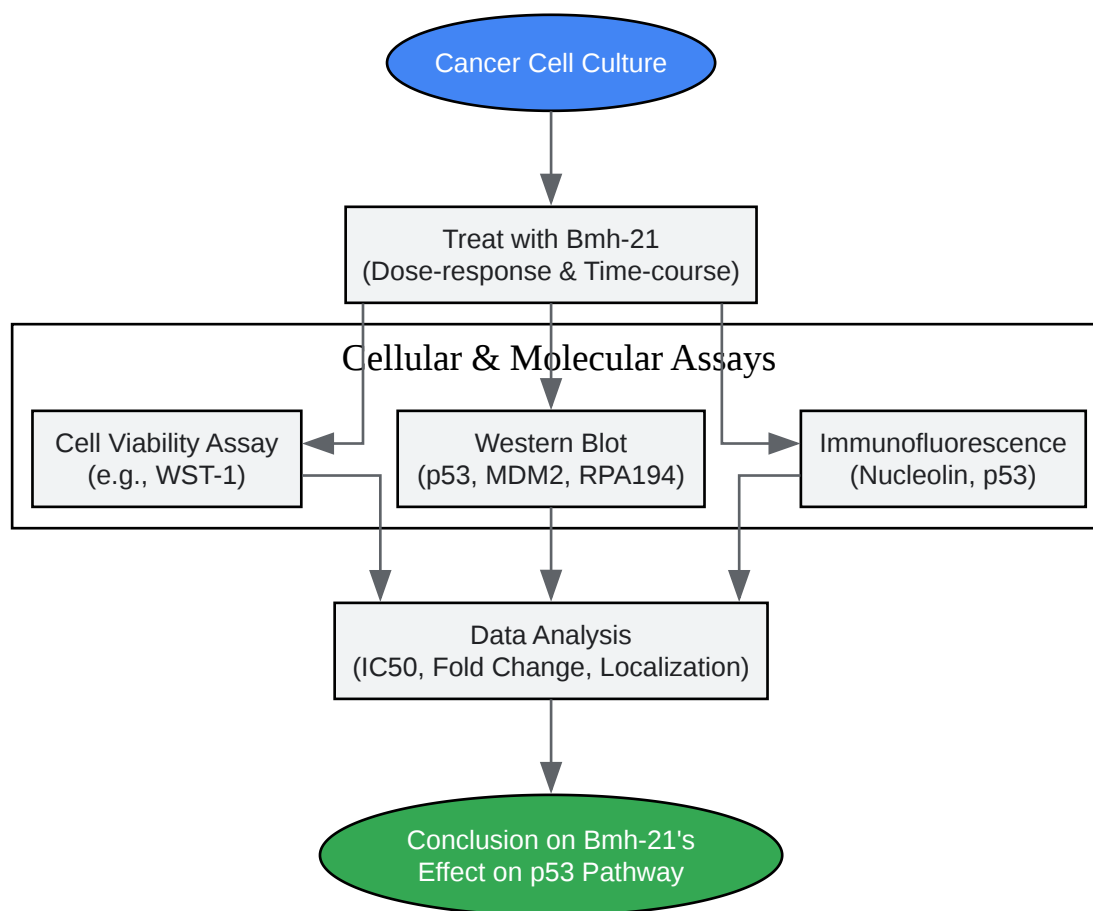 Cancer Cell Culture
Treat with Bmh-21
(Dose-response & Time-course)
Cellular & Molecular Assays
Cell Viability Assay
(e.g., WST-1)
Western Blot
(p53, MDM2, RPA194)
Immunofluorescence
(Nucleolin, p53)
Data Analysis
(IC50, Fold Change, Localization)
Conclusion on Bmh-21's
Effect on p53 Pathway